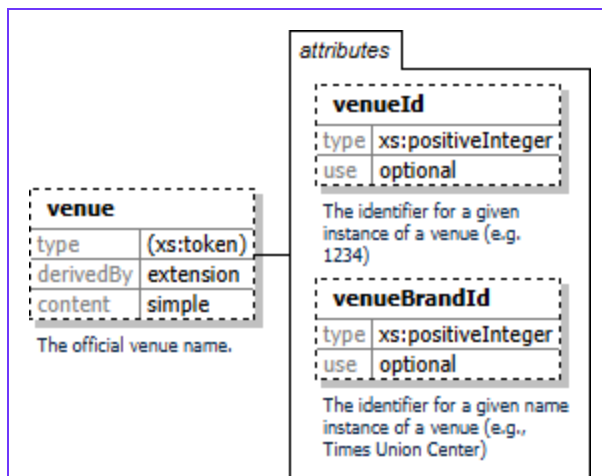 attributes
venueId
type xs:positiveInteger
use optional
The identifier for a given
instance of a venue (e.g.
1234)
venue
type (xs:token)
derivedBy extension
content simple
The official venue name.
venueBrandId
type xs:positiveInteger
use optional
The identifier for a given name
instance of a venue (e.g.,
Times Union Center)